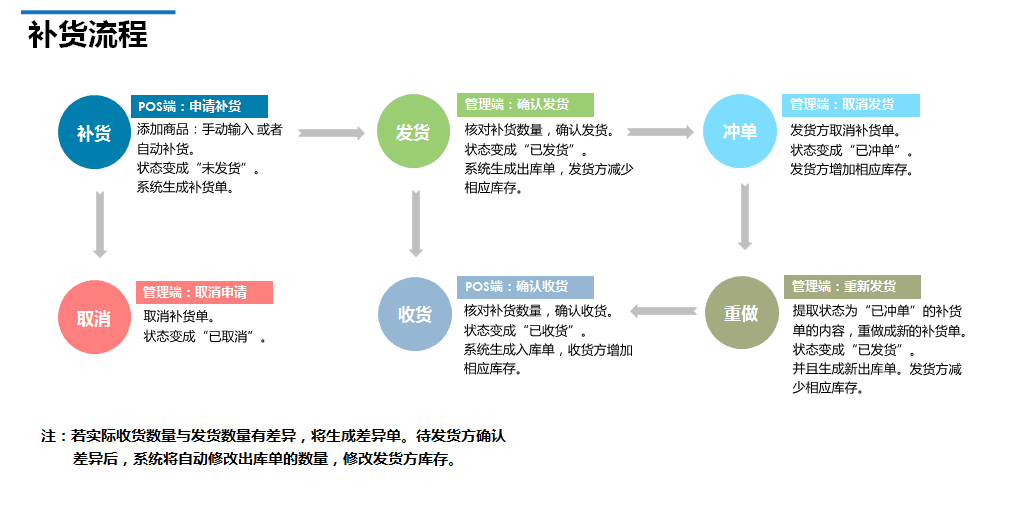 补货流程
补货
POS端：申请补货
添加商品：手动输入 或者
自动补货。
状态变成“未发货”。
系统生成补货单。
发货
管理端：确认发货
核对补货数量，确认发货。
状态变成“已发货”。
系统生成出库单，发货方减少
相应库存。
冲单
管理端：取消发货
发货方取消补货单。
状态变成“已冲单”。
发货方增加相应库存。
取消
管理端：取消申请
取消补货单。
状态变成“已取消”。
收货
POS端：确认收货
核对补货数量，确认收货。
状态变成“已收货”。
系统生成入库单，收货方增加
相应库存。
重做
管理端：重新发货
提取状态为“已冲单”的补货
单的内容，重做成新的补货单。
状态变成“已发货”。
并且生成新出库单。发货方减
少相应库存。
注：若实际收货数量与发货数量有差异，将生成差异单。待发货方确认
差异后，系统将自动修改出库单的数量，修改发货方库存。